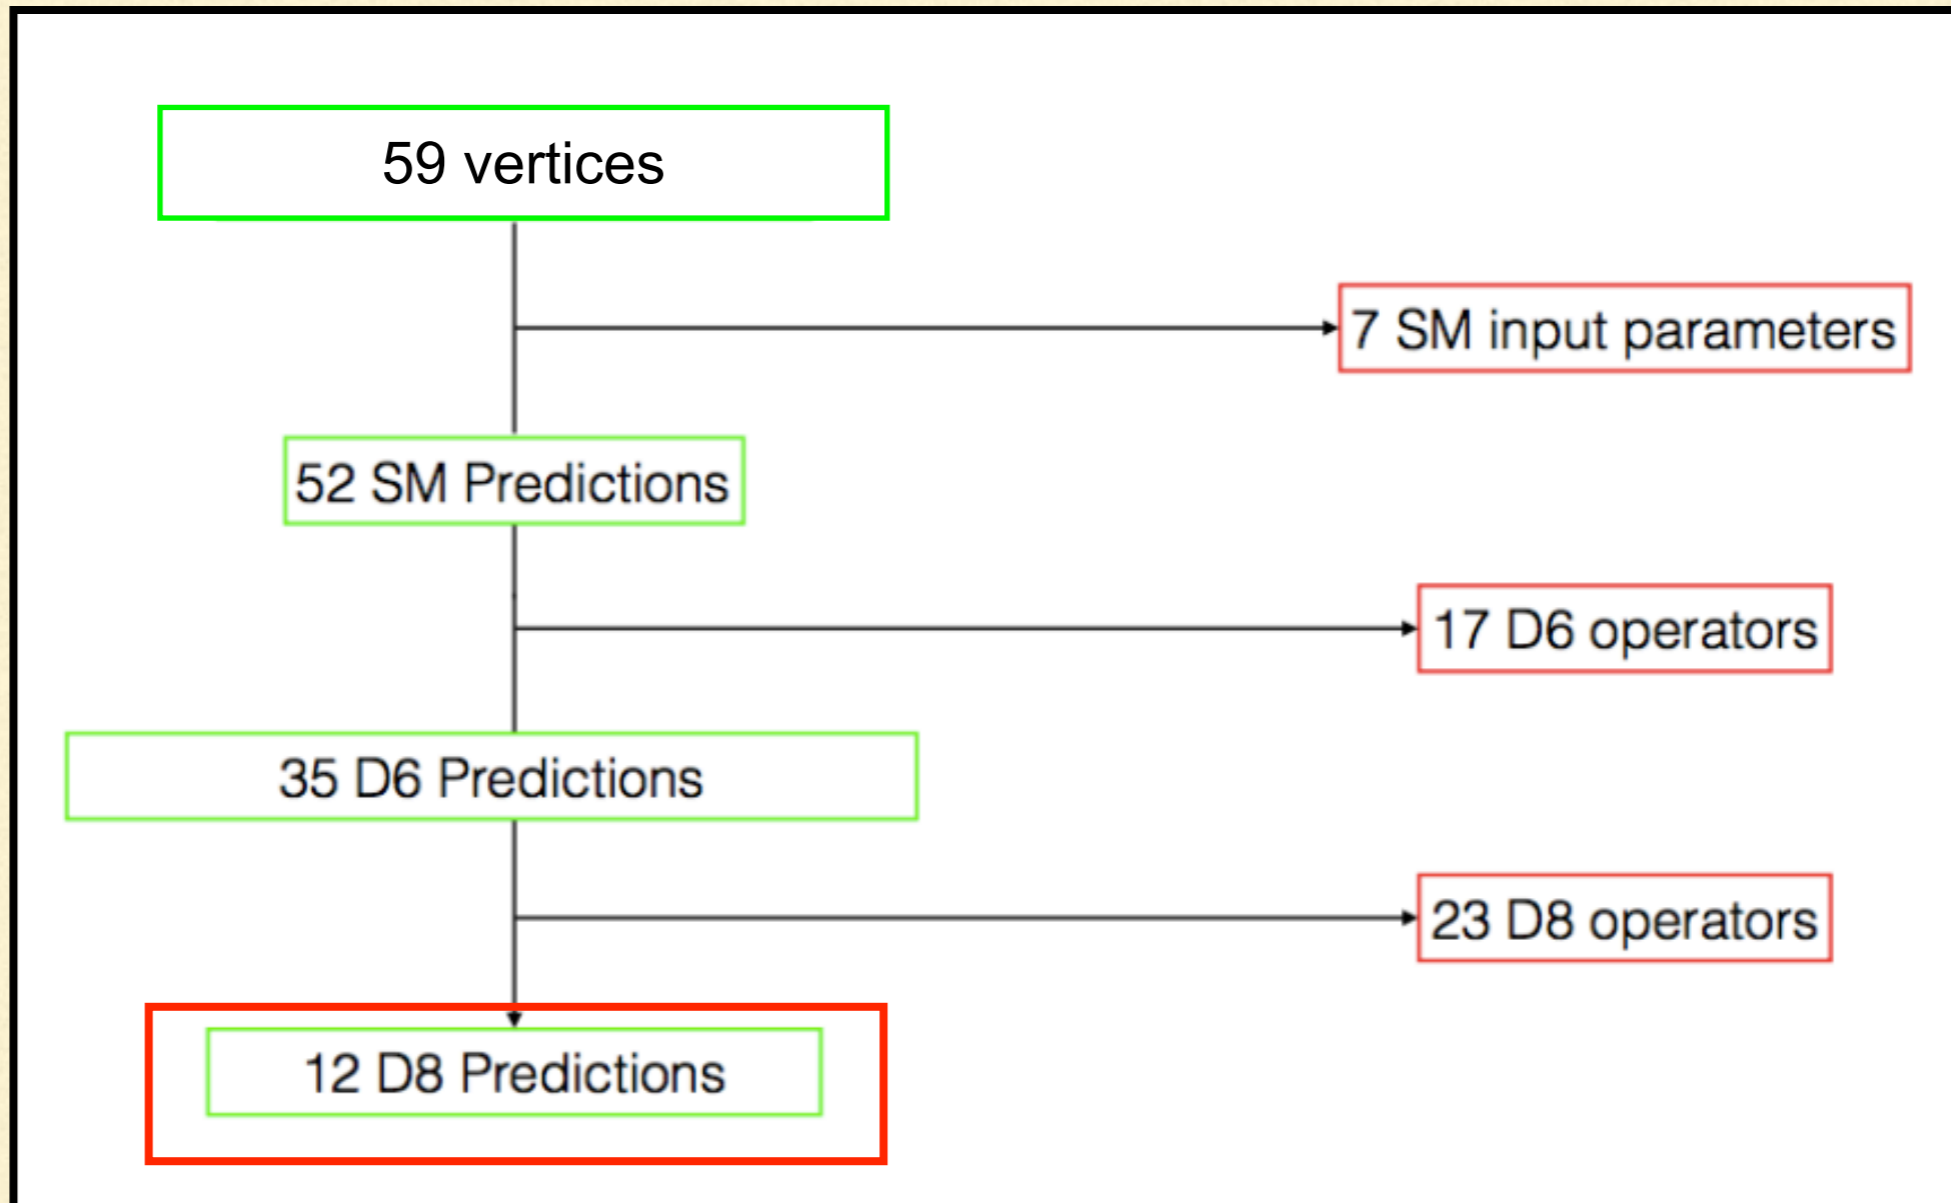 59 vertices
7 SM input parameters
52 SM Predictions
17 D6 operators
35 D6 Predictions
23 D8 operators
12 D8 Predictions